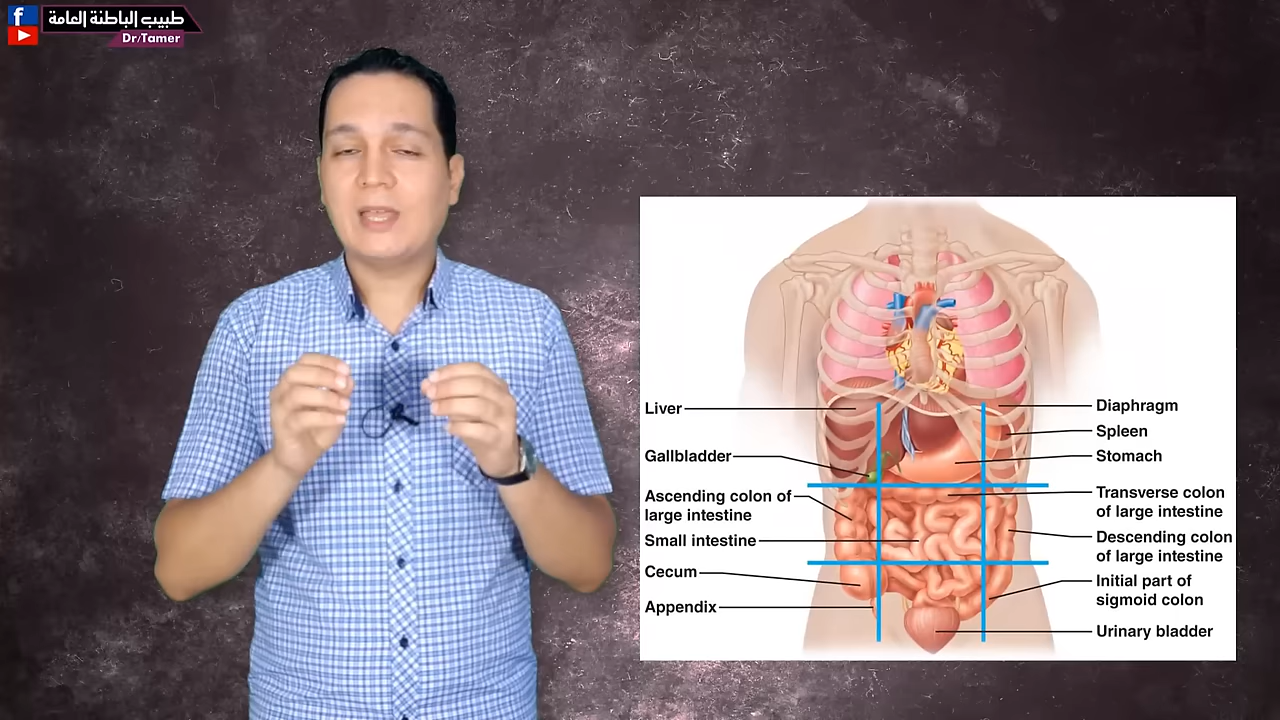 طبيب الباطنة العامة
Dr/Tamer
Liver
Gallbladder
Ascending colon of
large intestine
Small intestine
Cecum
Appendix
Diaphragm
Spleen
Stomach
Transverse colon
of large intestine
Descending colon
of large intestine
Initial part of
sigmoid colon
Urinary bladder